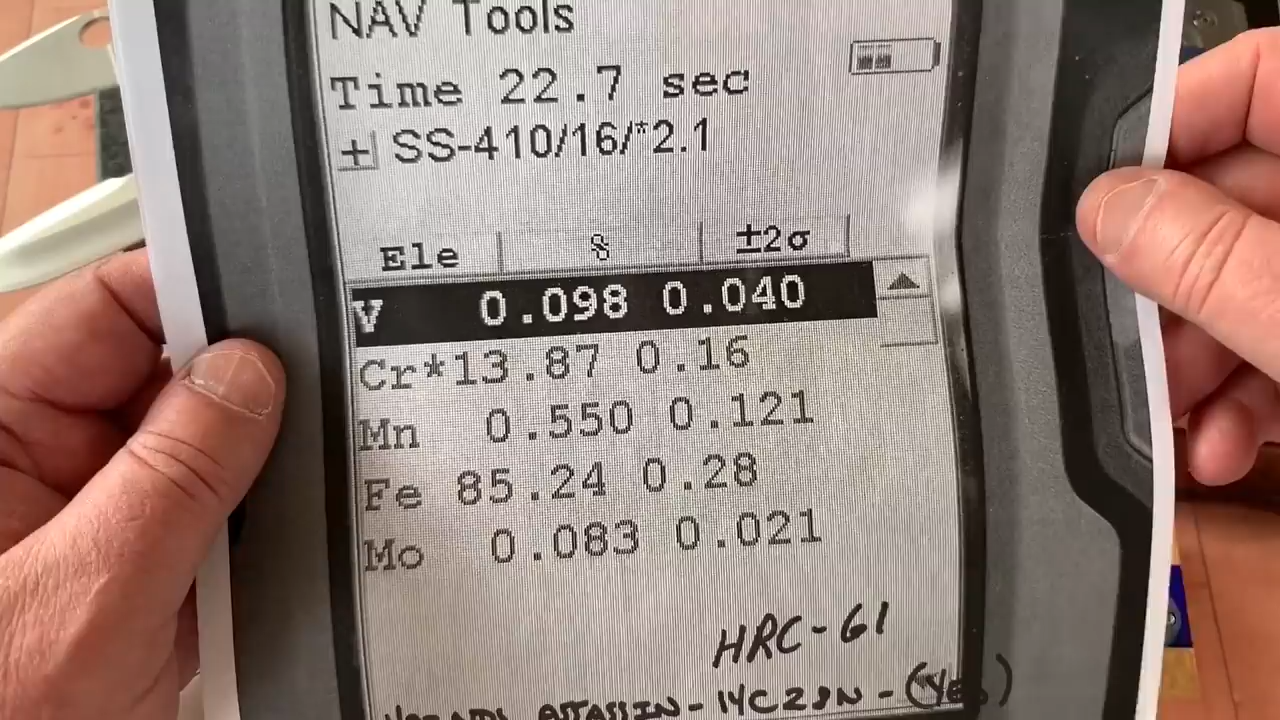 NAV Tools
Time 22.7 sec
+ SS-410/16/*2.1
Ele % ±2σ
V 0.098 0.040
Cr*13.87 0.16
Mn 0.550 0.121
Fe 85.24 0.28
Mo 0.083 0.021
HRC-61
ASSASSIN-14C28N-(YES)